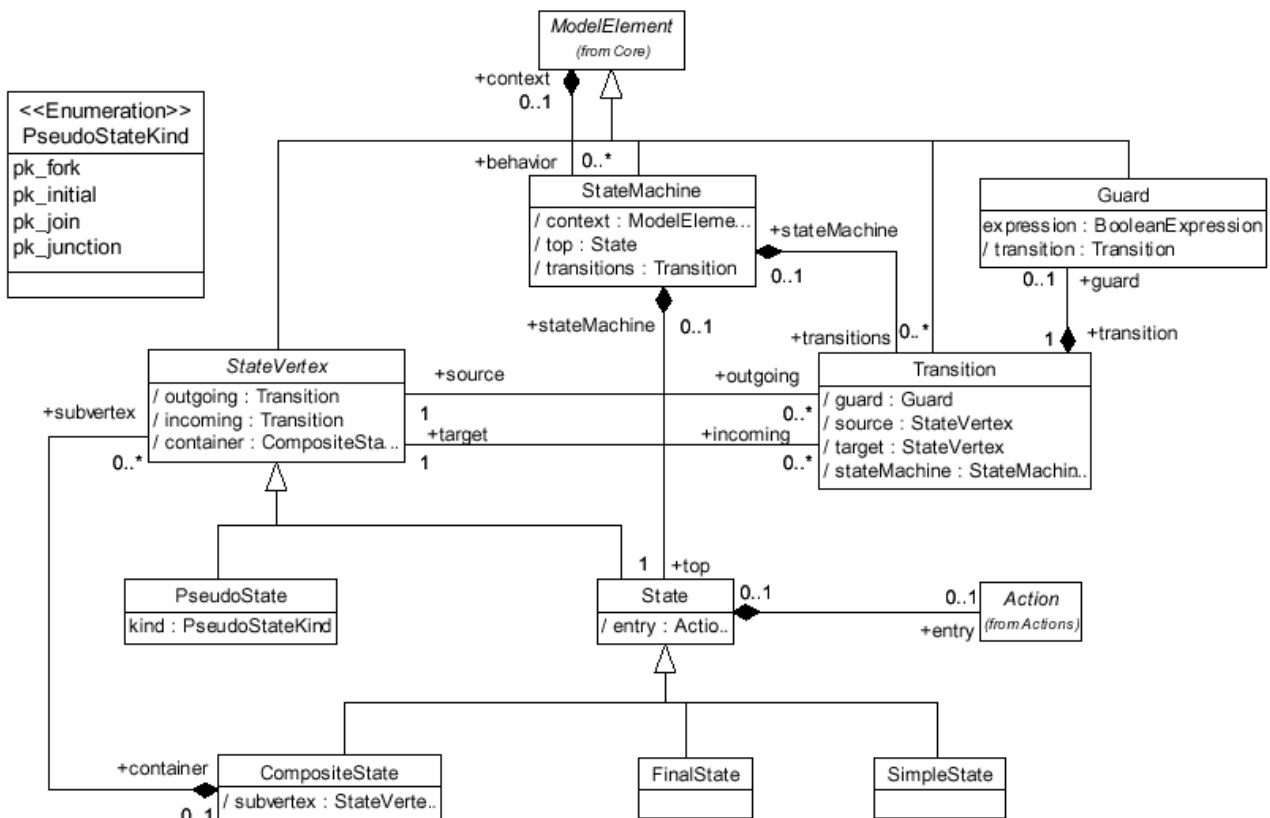 ModelElement
(from Core)
+context
0..1
<<Enumeration>>
PseudoStateKind
pk_fork
pk_initial
pk_join
pk_junction
+behavior
0..*
StateMachine
/ context : ModelEleme...
/ top : State
/ transitions : Transition
Guard
expression : BooleanExpression
/ transition : Transition
+stateMachine
0..1
0..1
+guard
+stateMachine
0..1
+transitions
0..*
1
+transition
StateVertex
/ outgoing : Transition
/ incoming : Transition
/ container : CompositeSta...
+source
1
+outgoing
0..*
Transition
/ guard : Guard
/ source : StateVertex
/ target : StateVertex
/ stateMachine : StateMachin..
+subvertex
0..*
+target
1
+incoming
0..*
1
+top
PseudoState
kind : PseudoStateKind
State
/ entry : Actio..
0..1
0..1
+entry
Action
(from Actions)
+container
0..1
CompositeState
/ subvertex : StateVerte..
FinalState
SimpleState